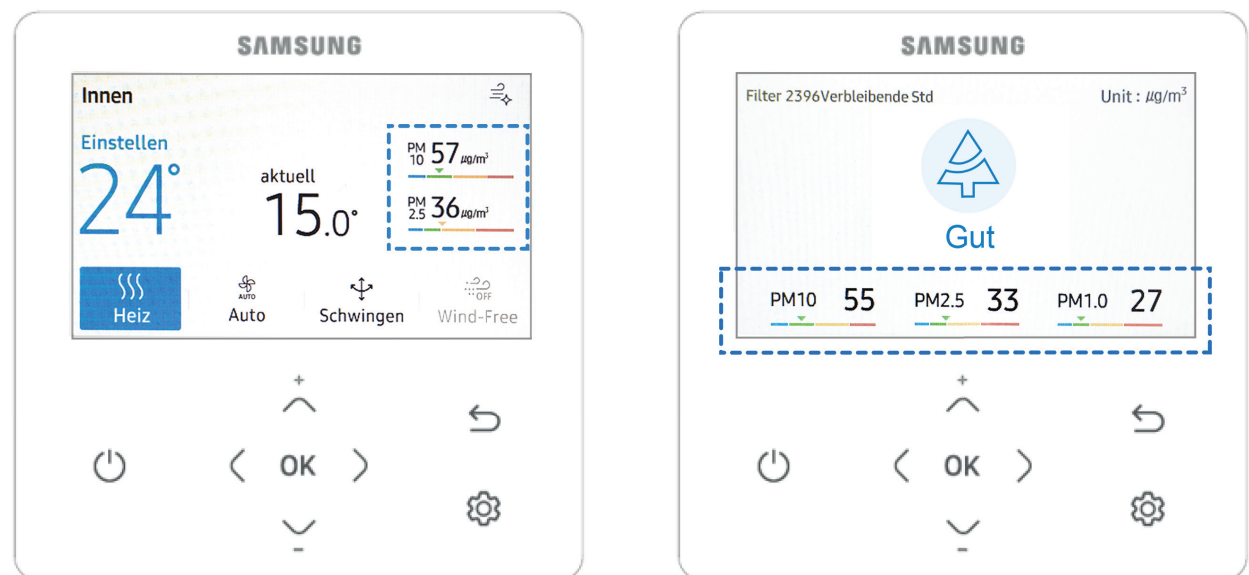 SAMSUNG
Innen
Einstellen
24°
aktuell
15.0°
PM 10 57 µg/m³
PM 2.5 36 µg/m³
Heiz
AUTO
Auto
Schwingen
OFF
Wind-Free
+
OK
-
SAMSUNG
Filter 2396Verbleibende Std
Unit : µg/m³
Gut
PM10 55 PM2.5 33 PM1.0 27
+
OK
-